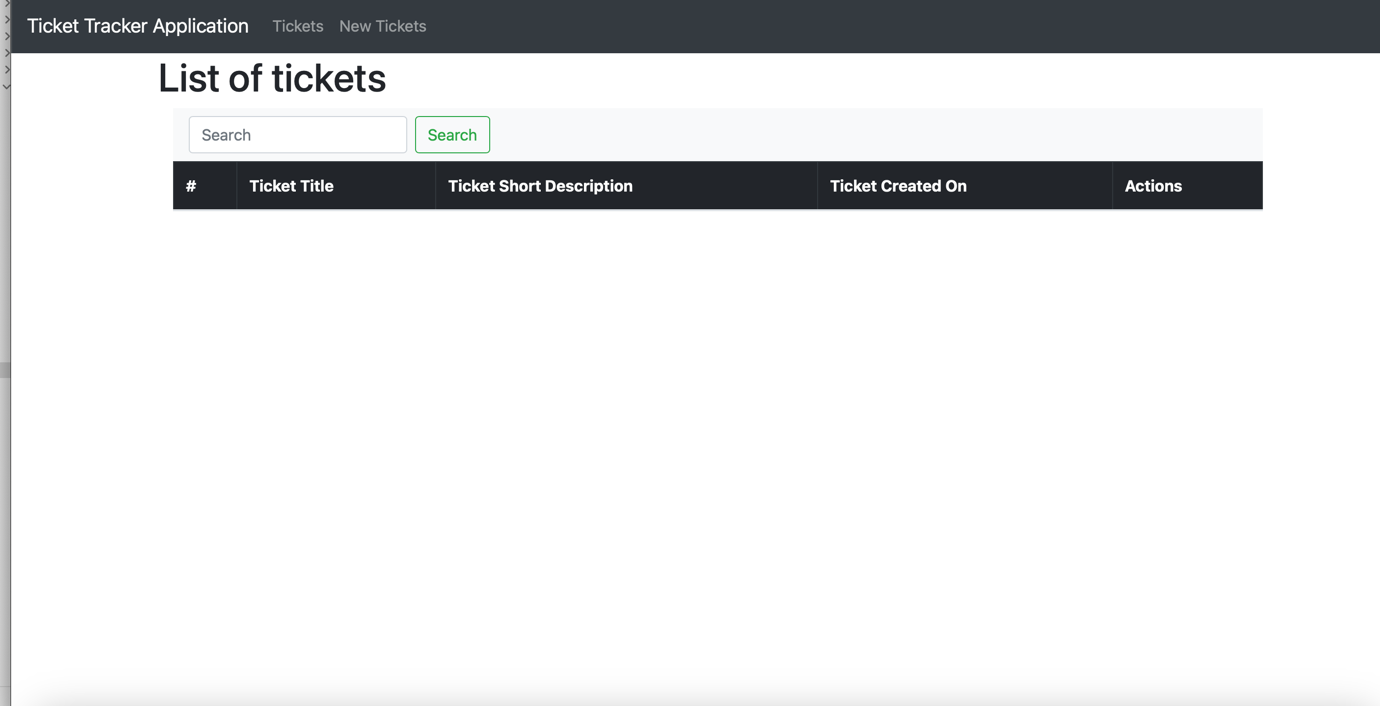 Ticket Tracker Application Tickets New Tickets
List of tickets
Search Search
# Ticket Title Ticket Short Description Ticket Created On Actions